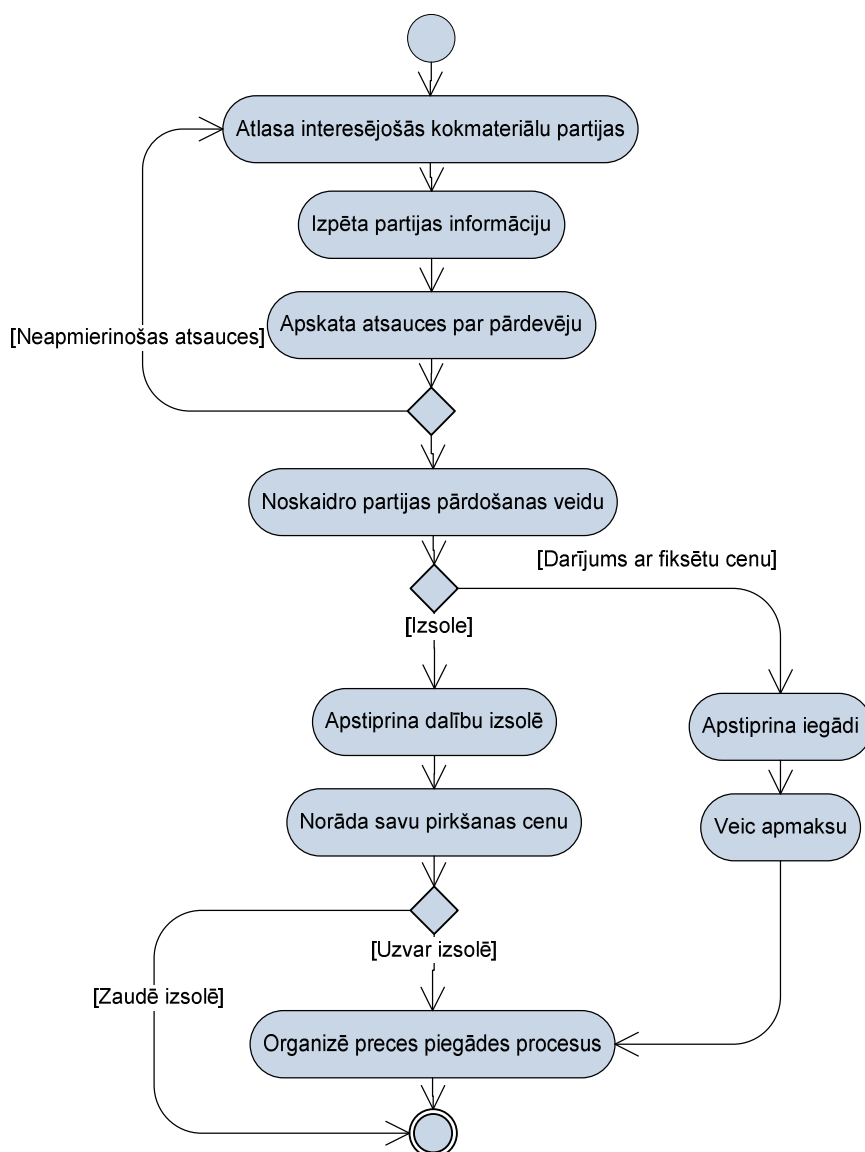 Atlasa interesējošās kokmateriālu partijas
Izpēta partijas informāciju
Apskata atsauces par pārdevēju
[Neapmierinošas atsauces]
Noskaidro partijas pārdošanas veidu
[Darījums ar fiksētu cenu]
[Izsole]
Apstiprina dalību izsolē
Apstiprina iegādi
Norāda savu pirkšanas cenu
Veic apmaksu
[Uzvar izsolē]
[Zaudē izsolē]
Organizē preces piegādes procesus